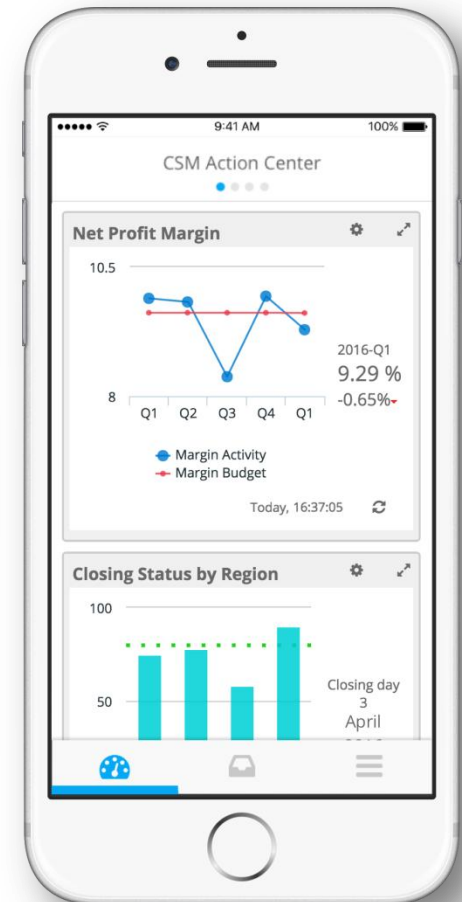 9:41 AM
100%
CSM Action Center
Net Profit Margin
10.5
8
Q1 Q2 Q3 Q4 Q1
2016-Q1
9.29 %
-0.65%
Margin Activity
Margin Budget
Today, 16:37:05
Closing Status by Region
100
50
Closing day
3
April